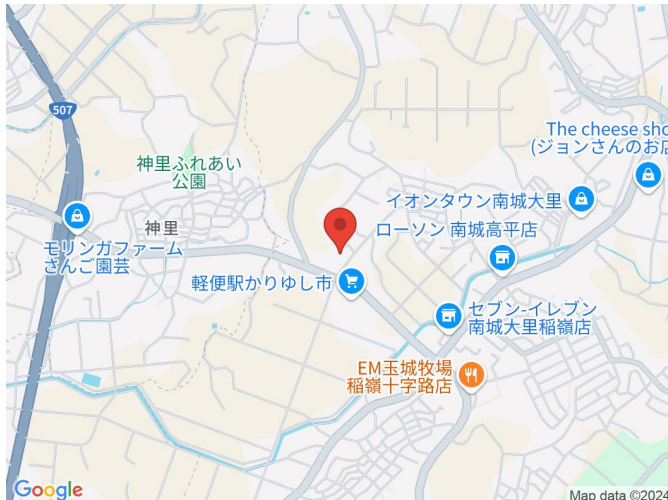 507
The cheese sho
(ジョンさんのお店
神里ふれあい
公園
イオンタウン南城大里
神里
ローソン 南城高平店
モリンガファーム
さんご園芸
軽便駅かりゆし市
セブン-イレブン
南城大里稲嶺店
EM玉城牧場
稲嶺十字路店
Google
Map data ©2024